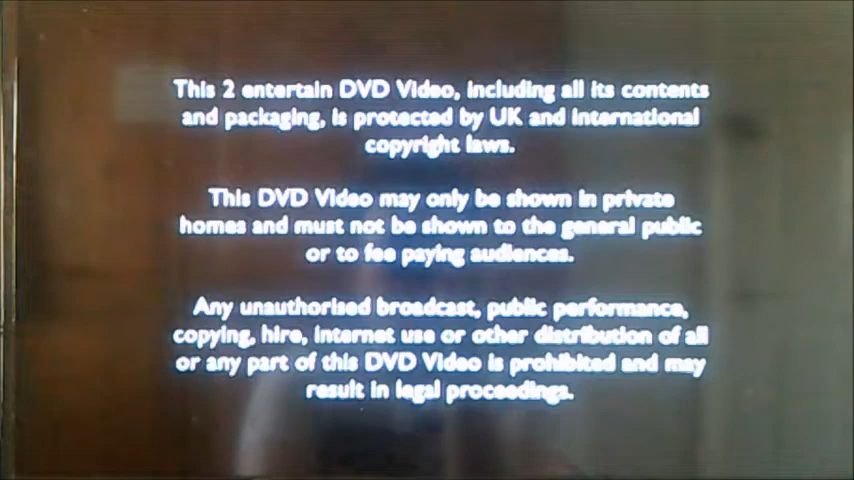 This 2 entertain DVD Video, including all its contents
and packaging, is protected by UK and international
copyright laws.
This DVD Video may only be shown in private
homes and must not be shown to the general public
or to fee paying audiences.
Any unauthorised broadcast, public performance,
copying, hire, internet use or other distribution of all
or any part of this DVD Video is prohibited and may
result in legal proceedings.